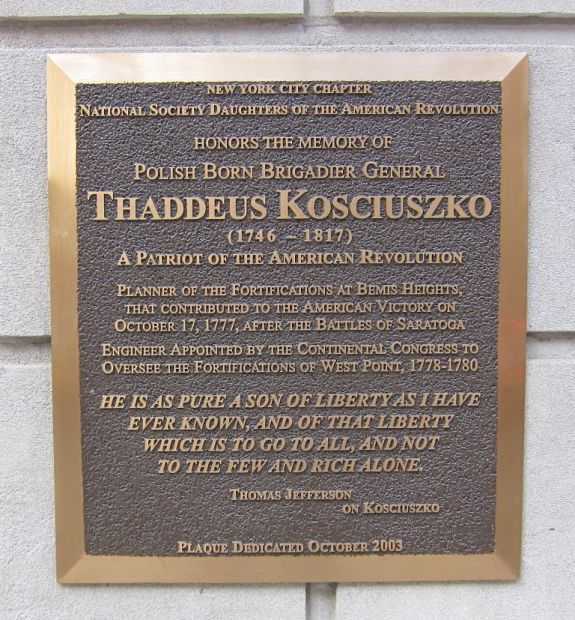 NEW YORK CITY CHAPTER
NATIONAL SOCIETY DAUGHTERS OF THE AMERICAN REVOLUTION
HONORS THE MEMORY OF
POLISH BORN BRIGADIER GENERAL
THADDEUS KOSCIUSZKO
(1746 – 1817)
A PATRIOT OF THE AMERICAN REVOLUTION
PLANNER OF THE FORTIFICATIONS AT BEMIS HEIGHTS,
THAT CONTRIBUTED TO THE AMERICAN VICTORY ON
OCTOBER 17, 1777, AFTER THE BATTLES OF SARATOGA
ENGINEER APPOINTED BY THE CONTINENTAL CONGRESS TO
OVERSEE THE FORTIFICATIONS OF WEST POINT, 1778-1780
HE IS AS PURE A SON OF LIBERTY AS I HAVE
EVER KNOWN, AND OF THAT LIBERTY
WHICH IS TO GO TO ALL, AND NOT
TO THE FEW AND RICH ALONE.
THOMAS JEFFERSON
ON KOSCIUSZKO
PLAQUE DEDICATED OCTOBER 2003